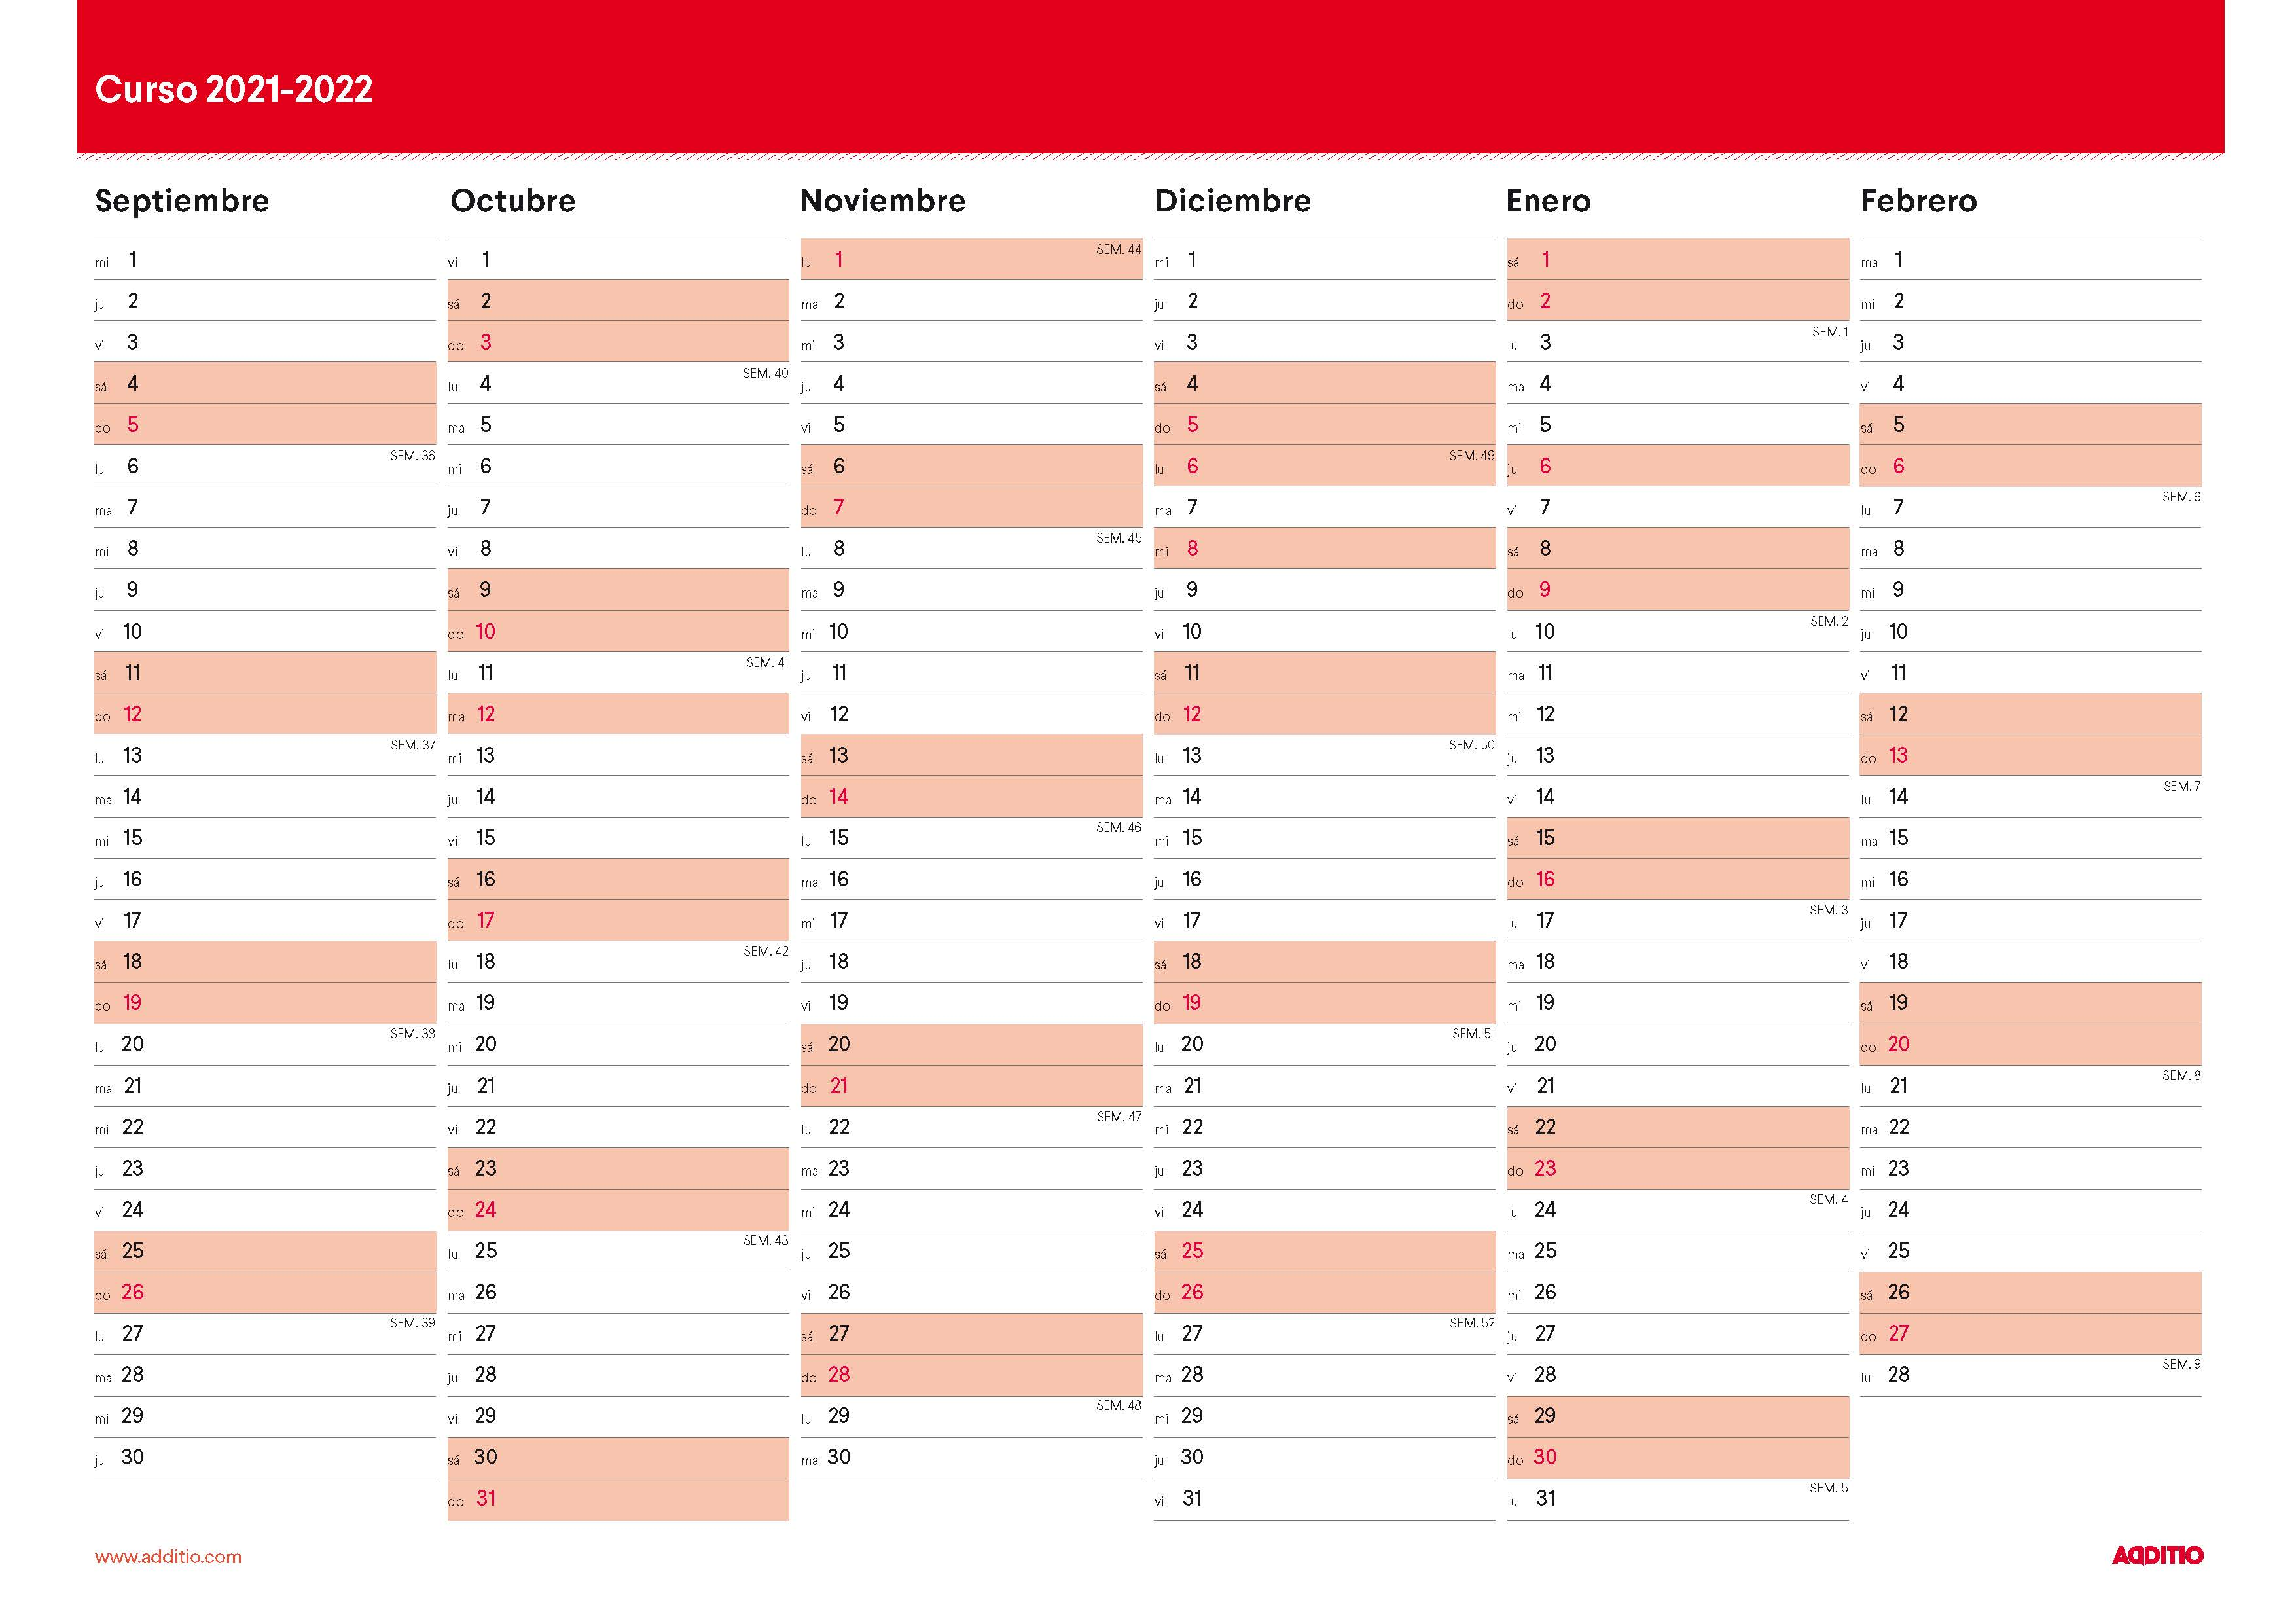 Curso 2021-2022
Septiembre
mi 1
ju 2
vi 3
sá 4
do 5
lu 6 SEM. 36
ma 7
mi 8
ju 9
vi 10
sá 11
do 12
lu 13 SEM. 37
ma 14
mi 15
ju 16
vi 17
sá 18
do 19
lu 20 SEM. 38
ma 21
mi 22
ju 23
vi 24
sá 25
do 26
lu 27 SEM. 39
ma 28
mi 29
ju 30
Octubre
vi 1
sá 2
do 3
lu 4 SEM. 40
ma 5
mi 6
ju 7
vi 8
sá 9
do 10
lu 11 SEM. 41
ma 12
mi 13
ju 14
vi 15
sá 16
do 17
lu 18 SEM. 42
ma 19
mi 20
ju 21
vi 22
sá 23
do 24
lu 25 SEM. 43
ma 26
mi 27
ju 28
vi 29
sá 30
do 31
Noviembre
lu 1 SEM. 44
ma 2
mi 3
ju 4
vi 5
sá 6
do 7
lu 8 SEM. 45
ma 9
mi 10
ju 11
vi 12
sá 13
do 14
lu 15 SEM. 46
ma 16
mi 17
ju 18
vi 19
sá 20
do 21
lu 22 SEM. 47
ma 23
mi 24
ju 25
vi 26
sá 27
do 28
lu 29 SEM. 48
ma 30
Diciembre
mi 1
ju 2
vi 3
sá 4
do 5
lu 6 SEM. 49
ma 7
mi 8
ju 9
vi 10
sá 11
do 12
lu 13 SEM. 50
ma 14
mi 15
ju 16
vi 17
sá 18
do 19
lu 20 SEM. 51
ma 21
mi 22
ju 23
vi 24
sá 25
do 26
lu 27 SEM. 52
ma 28
mi 29
ju 30
vi 31
Enero
sá 1
do 2
lu 3 SEM. 1
ma 4
mi 5
ju 6
vi 7
sá 8
do 9
lu 10 SEM. 2
ma 11
mi 12
ju 13
vi 14
sá 15
do 16
lu 17 SEM. 3
ma 18
mi 19
ju 20
vi 21
sá 22
do 23
lu 24 SEM. 4
ma 25
mi 26
ju 27
vi 28
sá 29
do 30
lu 31 SEM. 5
Febrero
ma 1
mi 2
ju 3
vi 4
sá 5
do 6
lu 7 SEM. 6
ma 8
mi 9
ju 10
vi 11
sá 12
do 13
lu 14 SEM. 7
ma 15
mi 16
ju 17
vi 18
sá 19
do 20
lu 21 SEM. 8
ma 22
mi 23
ju 24
vi 25
sá 26
do 27
lu 28 SEM. 9
www.additio.com
ADDITIO